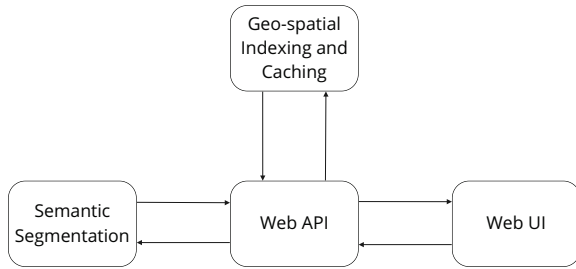 Geo-spatial
Indexing and
Caching
Semantic
Segmentation
Web API
Web UI